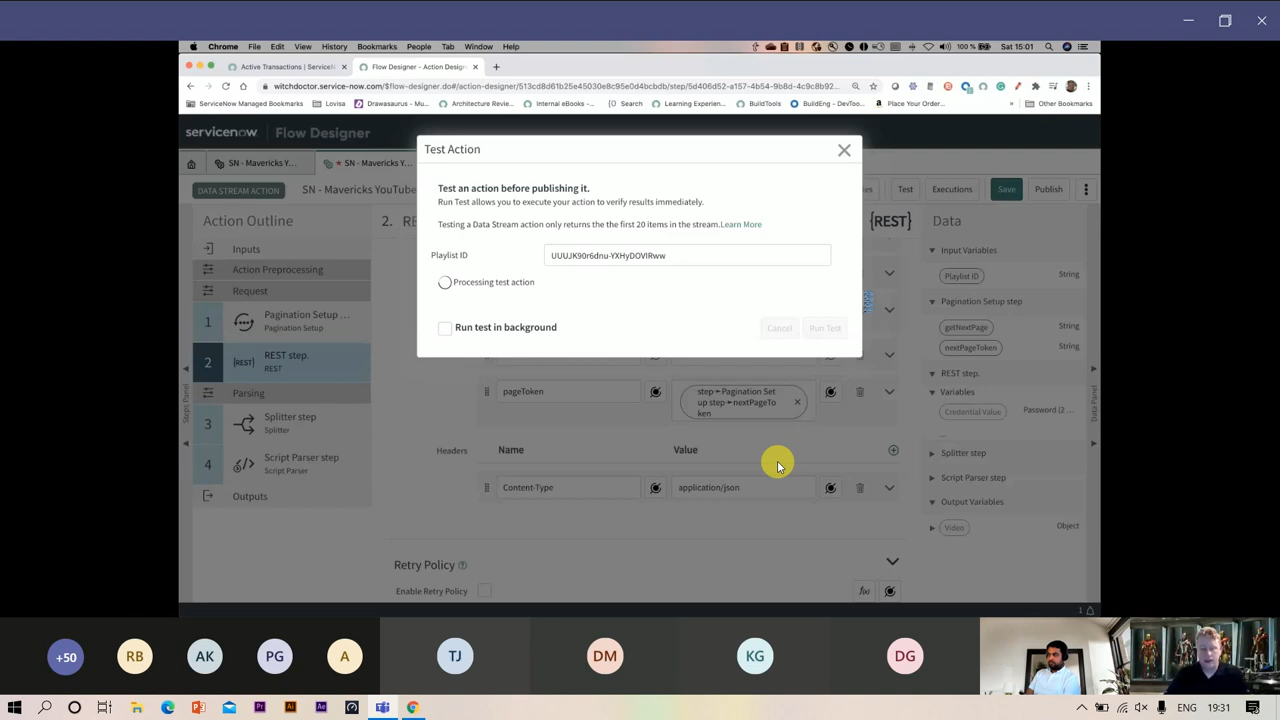 Chrome File Edit View History Bookmarks People Tab Window Help 100 % Sat 15:01
Active Transactions | ServiceN
Flow Designer - Action Design
witchdoctor.service-now.com/$flow-designer.do#/action-designer/513cd8d61b25e45030e8c95e0d4bcbdb/step/5d406d52-a157-4b54-9b8d-4c9c8b92...
ServiceNow Managed Bookmarks Lovisa Drawasaurus - Mu... Architecture Revie... Internal eBooks -... Search Learning Experien... BuildTools BuildEng - DevToo... Place Your Order... » Other Bookmarks
servicenow Flow Designer
SN - Mavericks Y...
SN - Mavericks Y...
DATA STREAM ACTION
SN - Mavericks YouTube
Test
Executions
Save
Publish
Action Outline
Inputs
Action Preprocessing
Request
1 Pagination Setup ...
Pagination Setup
2 REST step.
REST
Parsing
3 Splitter step
Splitter
4 Script Parser step
Script Parser
Outputs
Test Action
Test an action before publishing it.
Run Test allows you to execute your action to verify results immediately.
Testing a Data Stream action only returns the the first 20 items in the stream.Learn More
Playlist ID
UUUJK90r6dnu-YXHyDOVIRww
Processing test action
Run test in background
Cancel
Run Test
{REST}
pageToken
step ➛ Pagination Set
up step ➛ nextPageTo
ken
Headers
Name
Value
Content-Type
application/json
Retry Policy
Enable Retry Policy
f(x)
Data
Input Variables
Playlist ID String
Pagination Setup step
getNextPage String
nextPageToken String
REST step.
Variables
Credential Value Password (2 ...
...
Splitter step
Script Parser step
Output Variables
Video Object
Steps Panel
Data Panel
1
+50
RB
AK
PG
A
TJ
DM
KG
DG
ENG
19:31